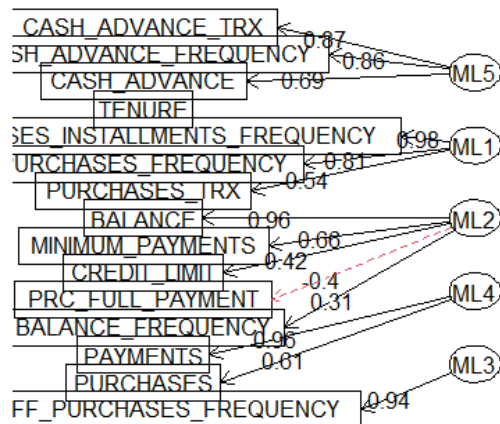 CASH_ADVANCE_TRX
0.87
SH_ADVANCE_FREQUENCY
0.86
ML5
CASH_ADVANCE
0.69
TENURE
SES_INSTALLMENTS_FREQUENCY
0.98
ML1
PURCHASES_FREQUENCY
0.81
PURCHASES_TRX
0.54
BALANCE
0.96
ML2
MINIMUM_PAYMENTS
0.66
CREDIT_LIMIT
0.42
PRC_FULL_PAYMENT
-0.4
ML4
BALANCE_FREQUENCY
0.31
PAYMENTS
0.96
PURCHASES
0.61
ML3
FF_PURCHASES_FREQUENCY
0.94